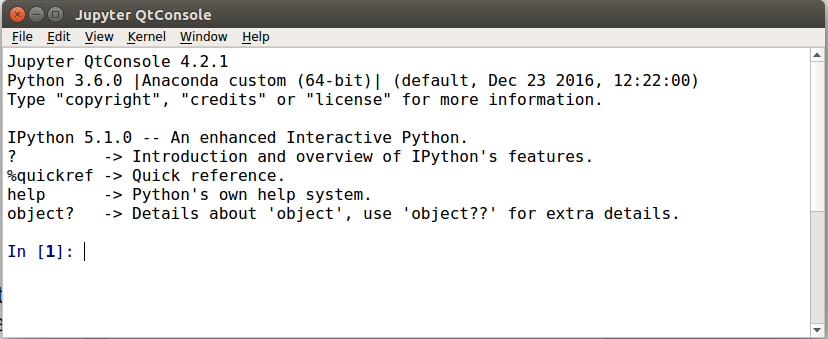 Jupyter QtConsole
File Edit View Kernel Window Help
Jupyter QtConsole 4.2.1
Python 3.6.0 |Anaconda custom (64-bit)| (default, Dec 23 2016, 12:22:00)
Type "copyright", "credits" or "license" for more information.
IPython 5.1.0 -- An enhanced Interactive Python.
?         -> Introduction and overview of IPython's features.
%quickref -> Quick reference.
help      -> Python's own help system.
object?   -> Details about 'object', use 'object??' for extra details.
In [1]: